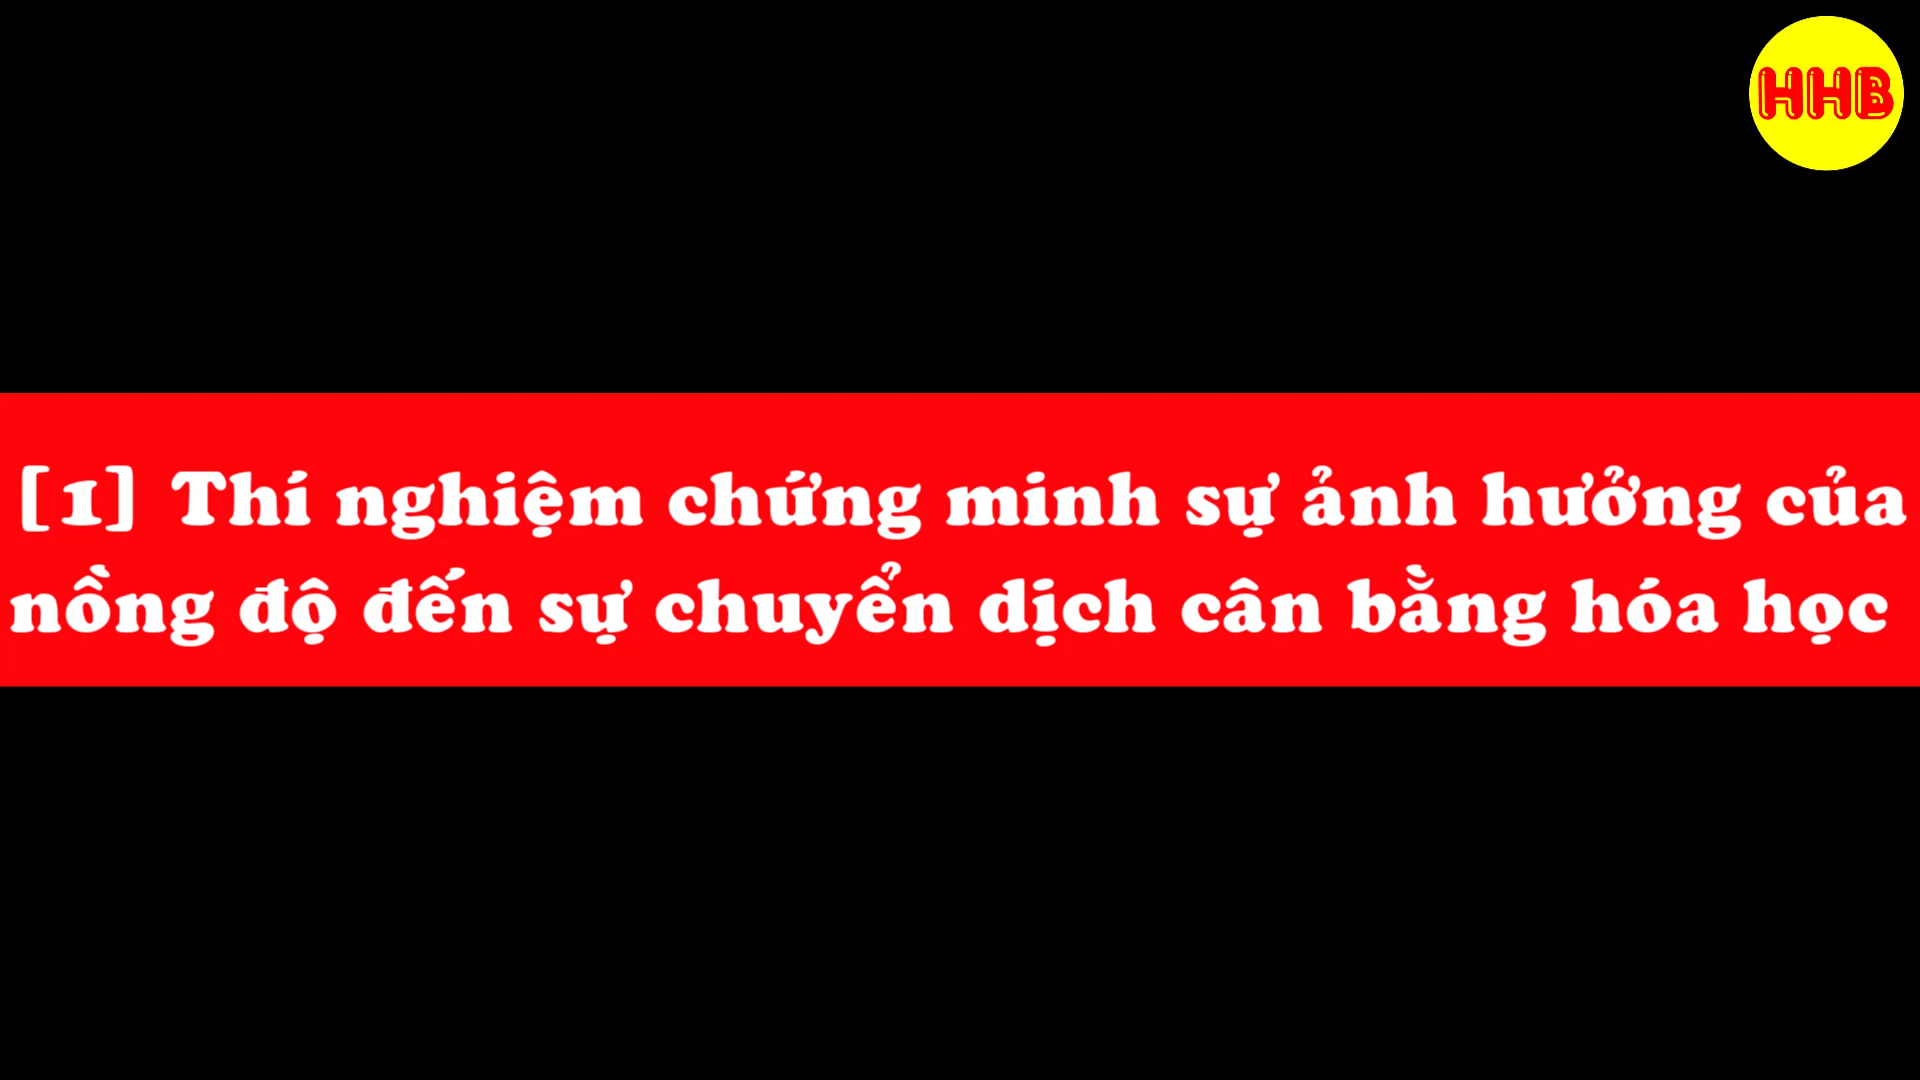 HHB
[1] Thí nghiệm chứng minh sự ảnh hưởng của
nồng độ đến sự chuyển dịch cân bằng hóa học